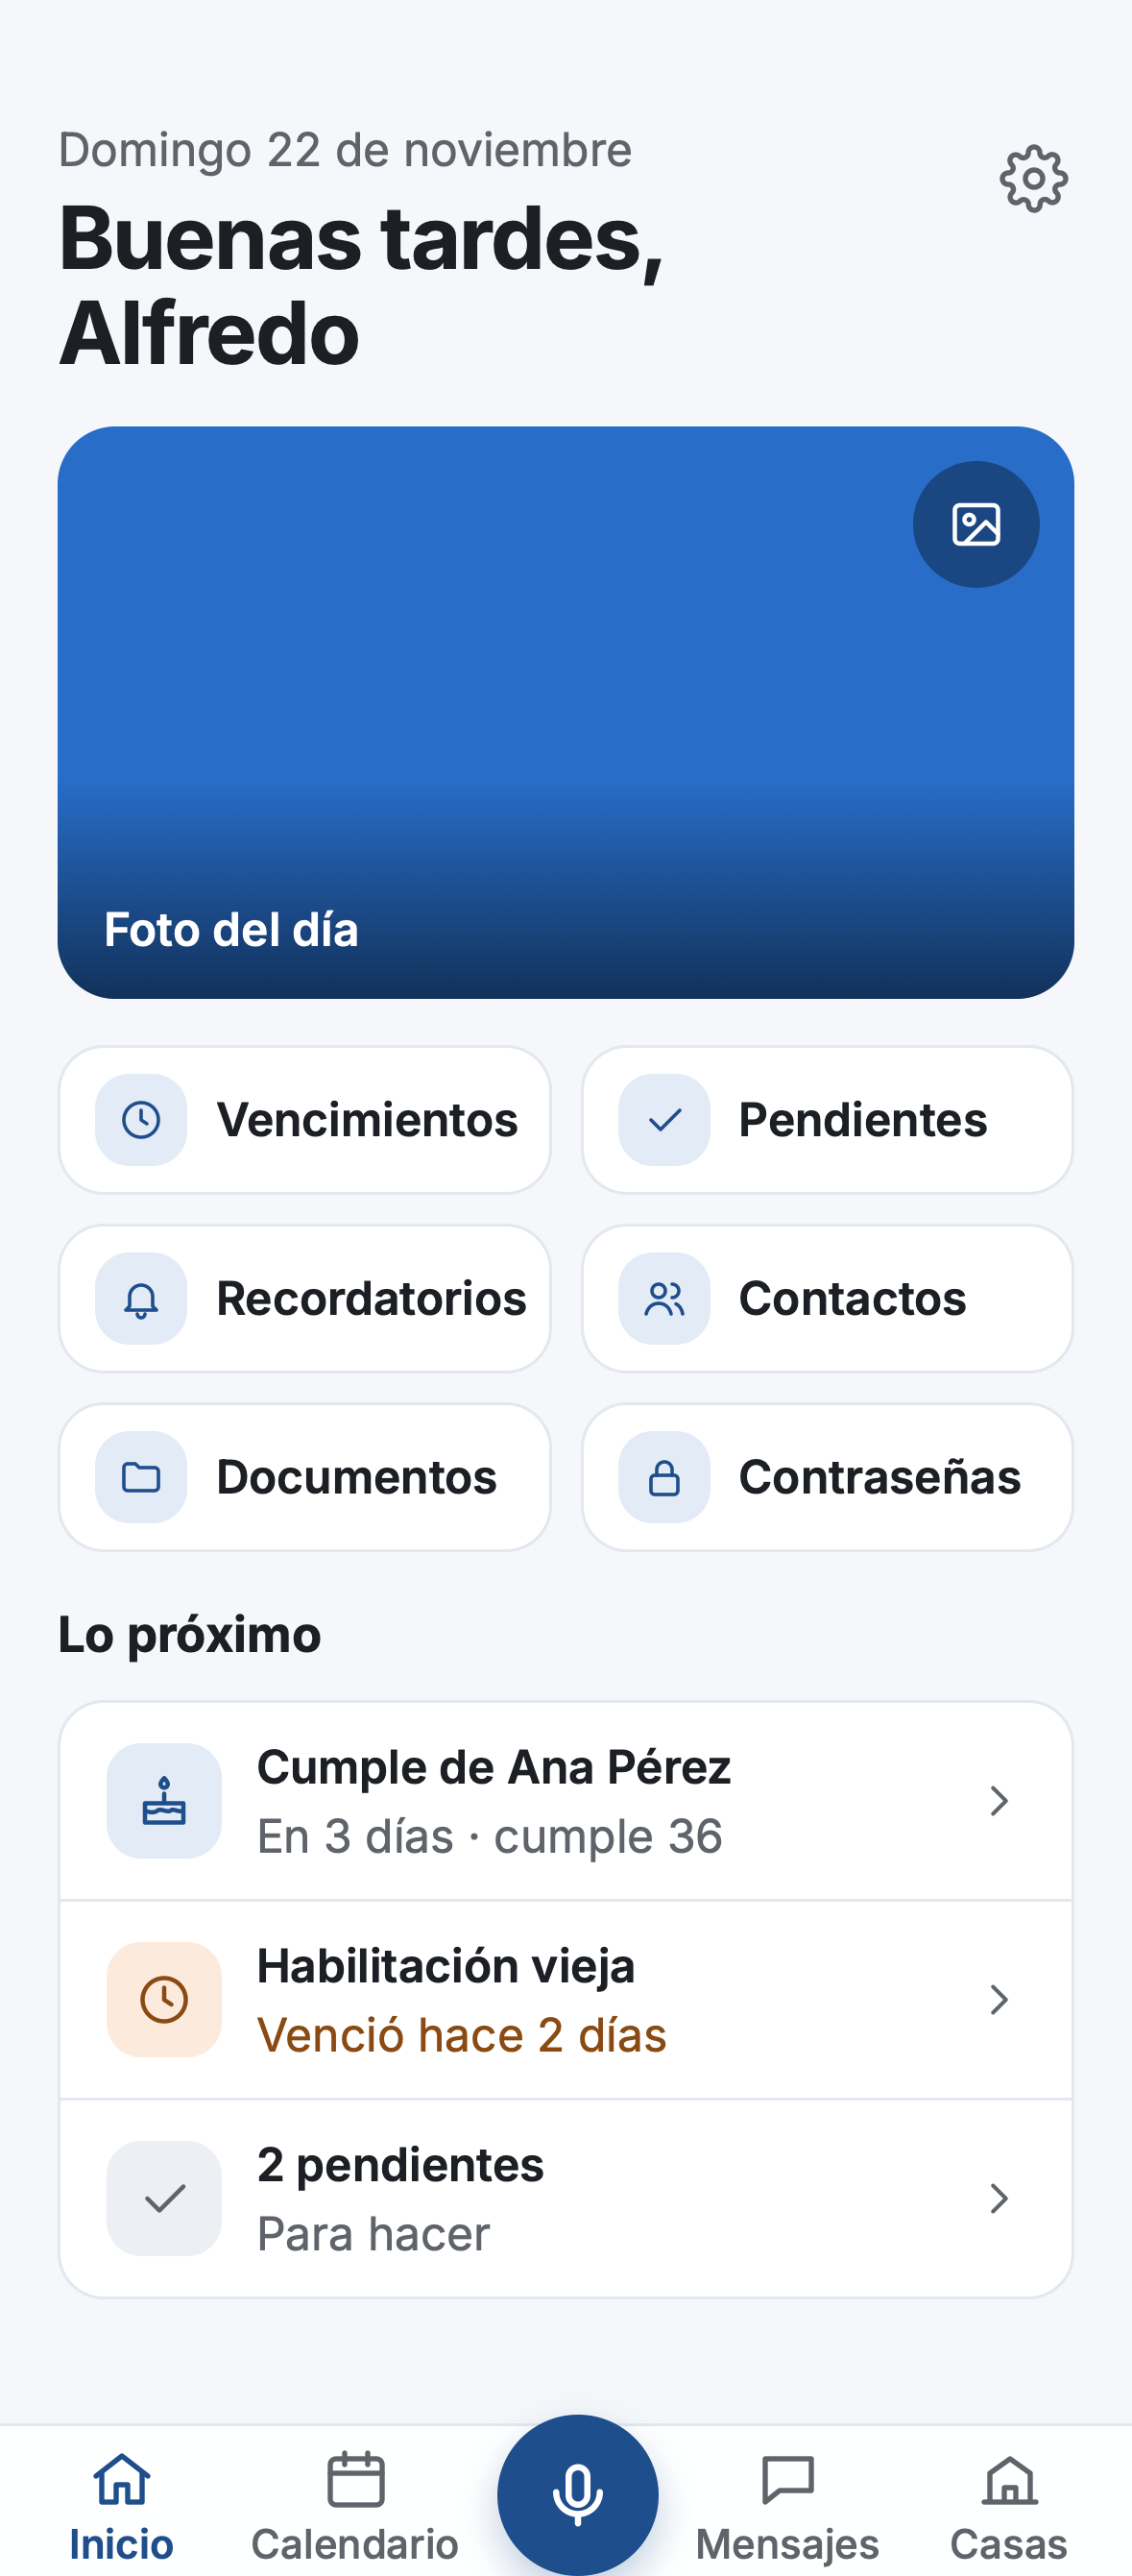 Domingo 22 de noviembre
Buenas tardes,
Alfredo
Foto del día
Vencimientos
Pendientes
Recordatorios
Contactos
Documentos
Contraseñas
Lo próximo
Cumple de Ana Pérez
En 3 días · cumple 36
Habilitación vieja
Venció hace 2 días
2 pendientes
Para hacer
Inicio
Calendario
Mensajes
Casas